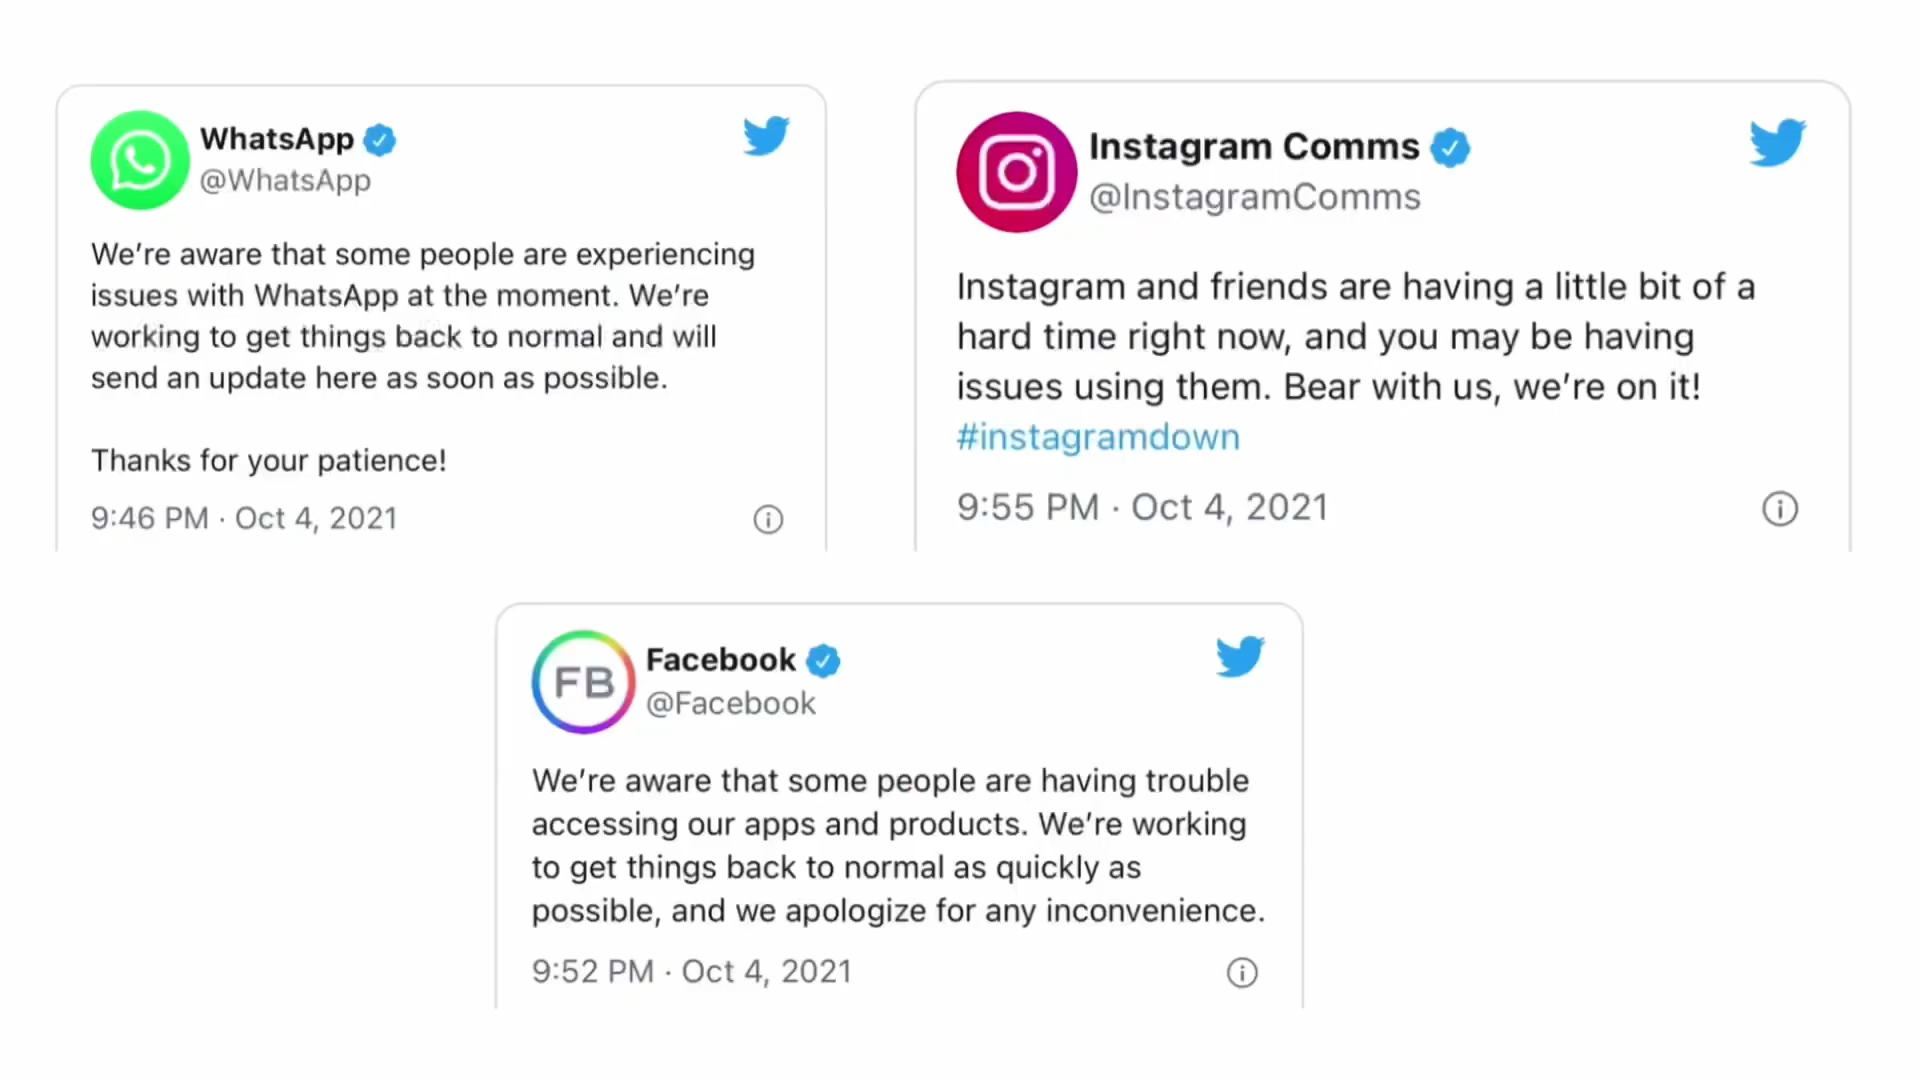 WhatsApp
@WhatsApp
We're aware that some people are experiencing
issues with WhatsApp at the moment. We're
working to get things back to normal and will
send an update here as soon as possible.
Thanks for your patience!
9:46 PM · Oct 4, 2021
Instagram Comms
@InstagramComms
Instagram and friends are having a little bit of a
hard time right now, and you may be having
issues using them. Bear with us, we're on it!
#instagramdown
9:55 PM · Oct 4, 2021
FB
Facebook
@Facebook
We're aware that some people are having trouble
accessing our apps and products. We're working
to get things back to normal as quickly as
possible, and we apologize for any inconvenience.
9:52 PM · Oct 4, 2021